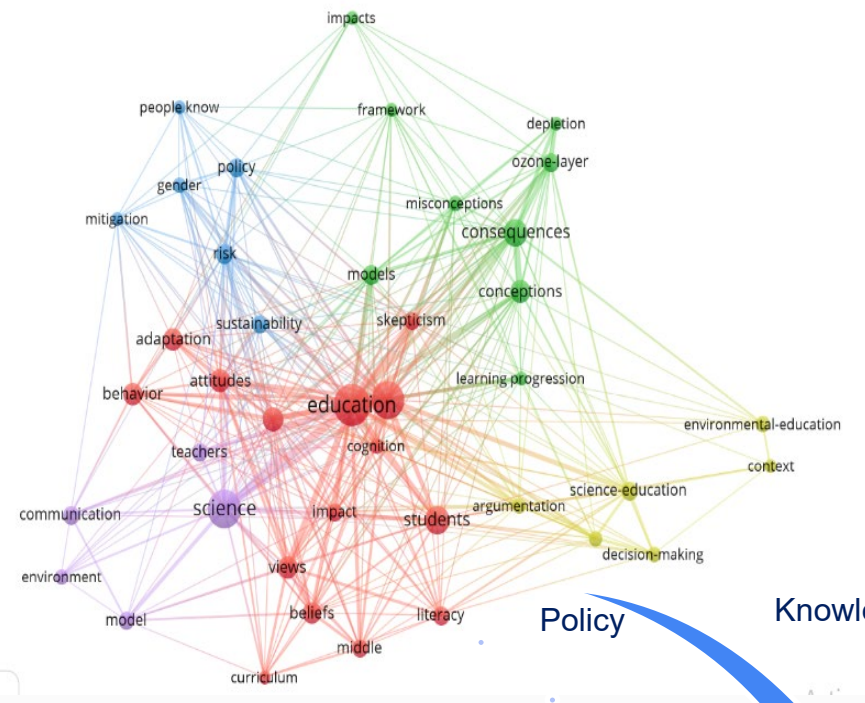 impacts
people know
framework
depletion
ozone-layer
policy
gender
misconceptions
mitigation
consequences
risk
models
conceptions
sustainability
skepticism
adaptation
attitudes
learning progression
behavior
education
environmental-education
cognition
teachers
context
science-education
argumentation
science
communication
impact
students
decision-making
views
environment
beliefs
literacy
model
Policy
Knowl
middle
curriculum